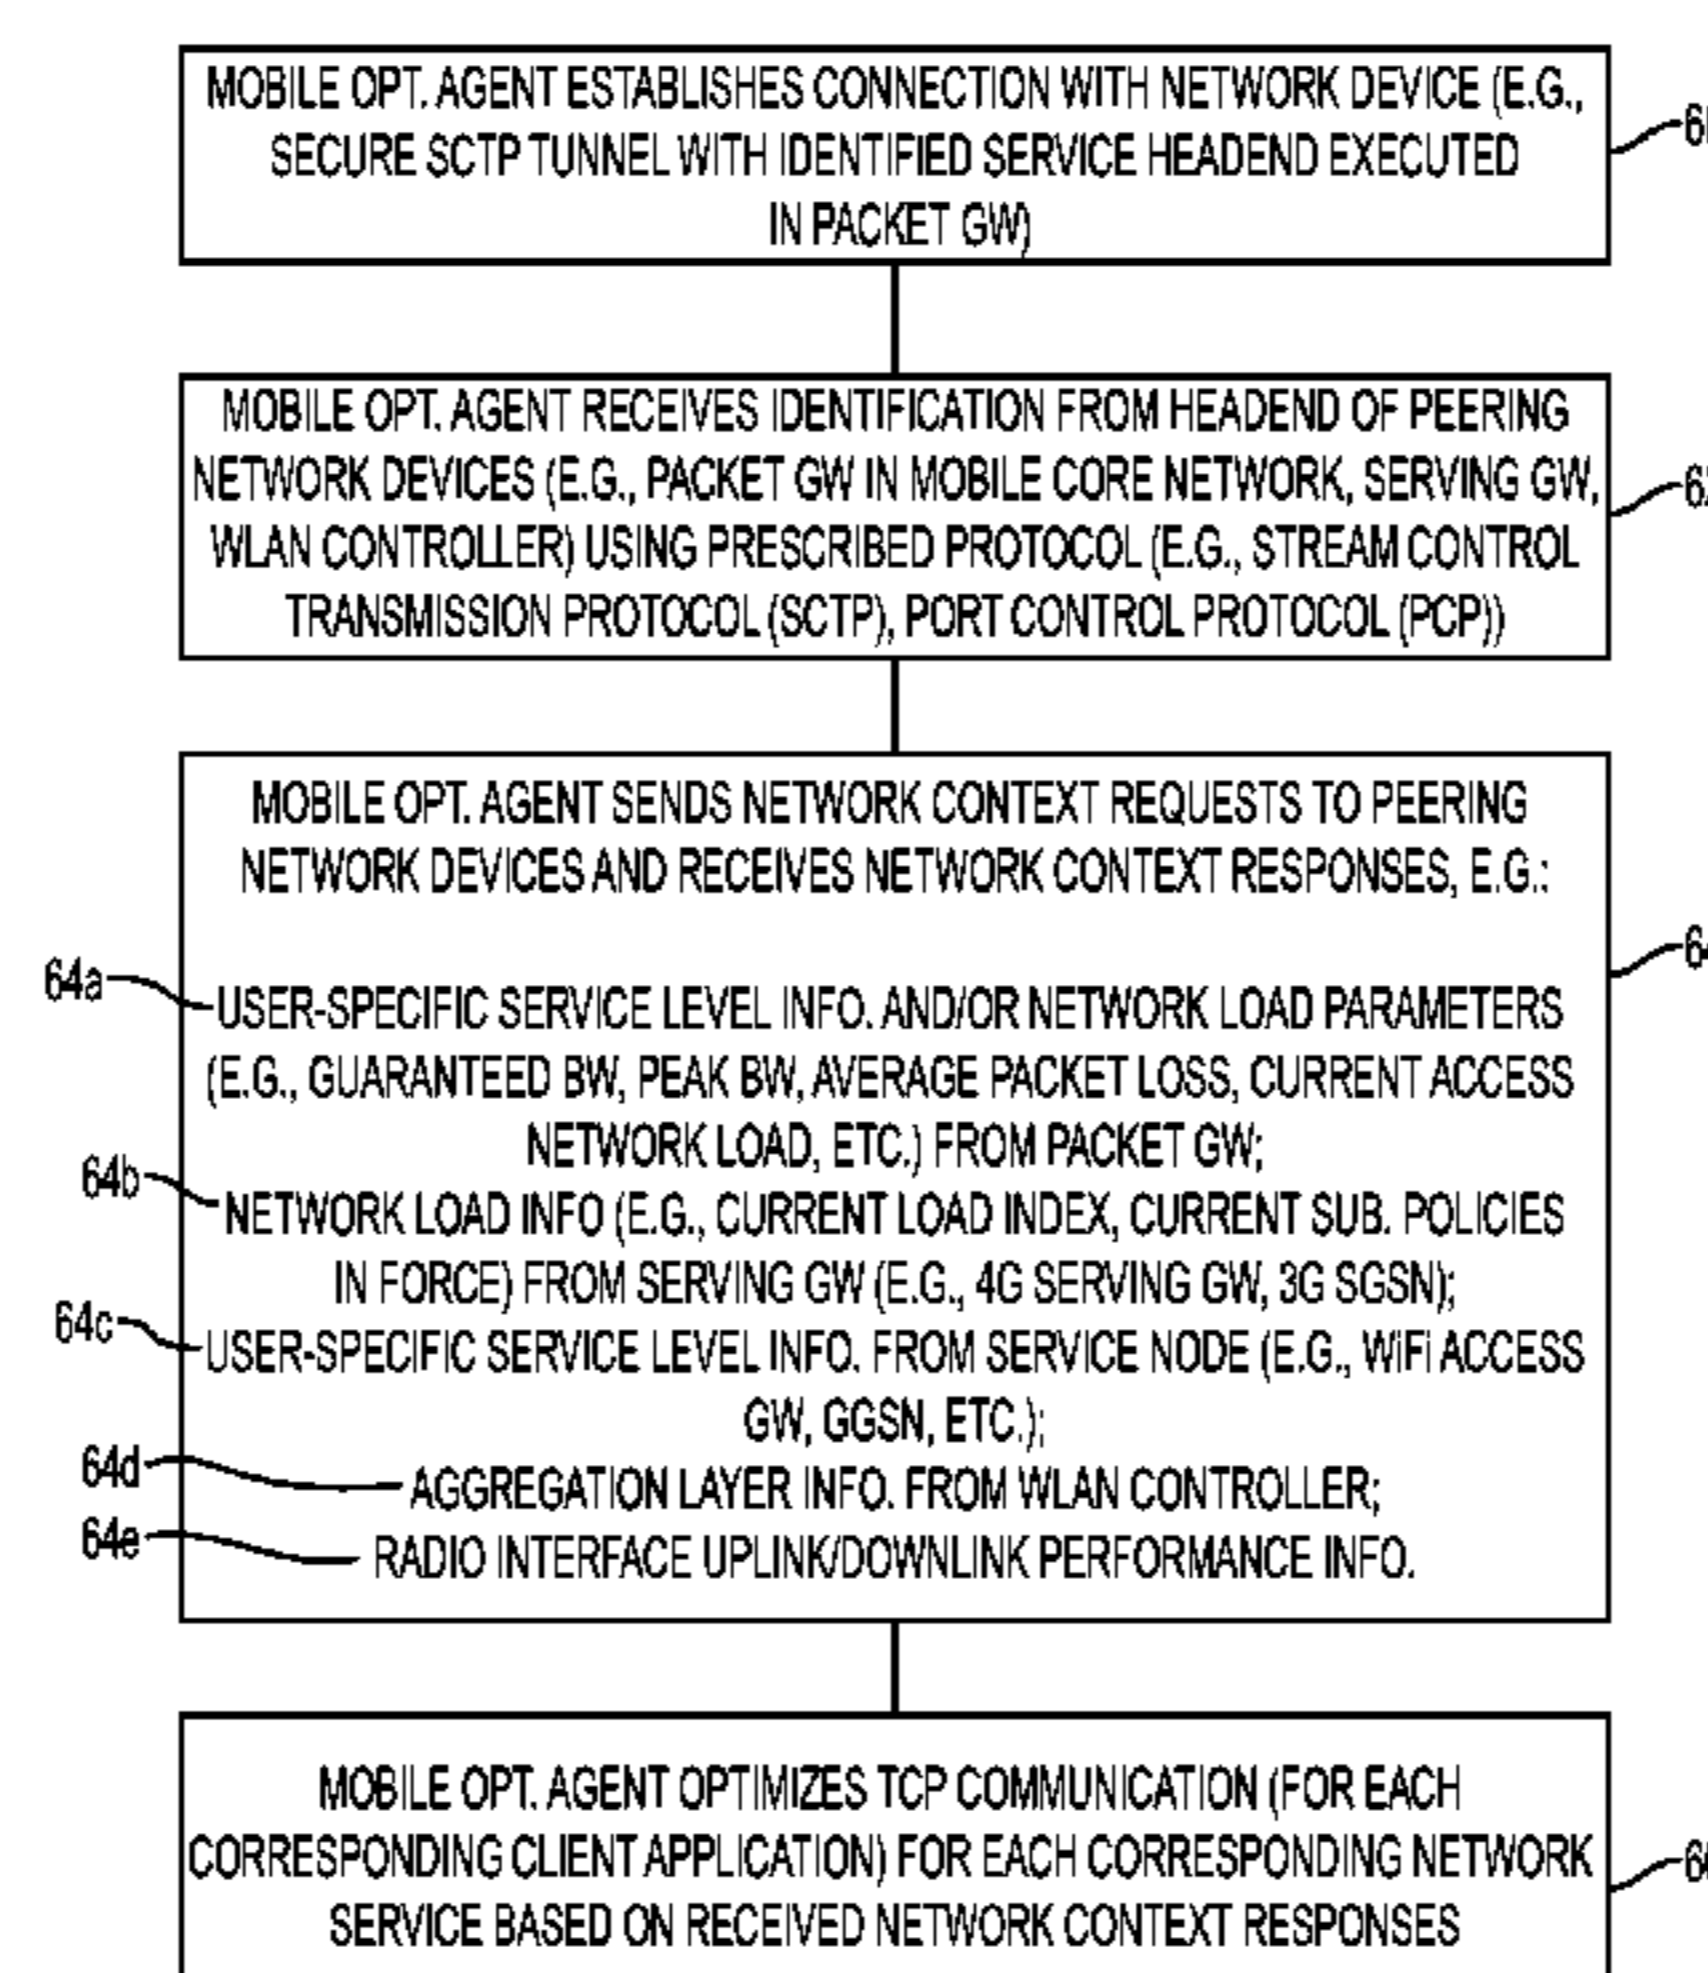 MOBILE OPT. AGENT ESTABLISHES CONNECTION WITH NETWORK DEVICE (E.G.,
SECURE SCTP TUNNEL WITH IDENTIFIED SERVICE HEADEND EXECUTED
IN PACKET GW)
MOBILE OPT. AGENT RECEIVES IDENTIFICATION FROM HEADEND OF PEERING
NETWORK DEVICES (E.G., PACKET GW IN MOBILE CORE NETWORK, SERVING GW,
WLAN CONTROLLER) USING PRESCRIBED PROTOCOL (E.G., STREAM CONTROL
TRANSMISSION PROTOCOL (SCTP), PORT CONTROL PROTOCOL (PCP))
MOBILE OPT. AGENT SENDS NETWORK CONTEXT REQUESTS TO PEERING
NETWORK DEVICES AND RECEIVES NETWORK CONTEXT RESPONSES, E.G.:
64a
USER-SPECIFIC SERVICE LEVEL INFO. AND/OR NETWORK LOAD PARAMETERS
(E.G., GUARANTEED BW, PEAK BW, AVERAGE PACKET LOSS, CURRENT ACCESS
NETWORK LOAD, ETC.) FROM PACKET GW;
64b
NETWORK LOAD INFO (E.G., CURRENT LOAD INDEX, CURRENT SUB. POLICIES
IN FORCE) FROM SERVING GW (E.G., 4G SERVING GW, 3G SGSN);
64c
USER-SPECIFIC SERVICE LEVEL INFO. FROM SERVICE NODE (E.G., WiFi ACCESS
GW, GGSN, ETC.);
64d
AGGREGATION LAYER INFO. FROM WLAN CONTROLLER;
64e
RADIO INTERFACE UPLINK/DOWNLINK PERFORMANCE INFO.
MOBILE OPT. AGENT OPTIMIZES TCP COMMUNICATION (FOR EACH
CORRESPONDING CLIENT APPLICATION) FOR EACH CORRESPONDING NETWORK
SERVICE BASED ON RECEIVED NETWORK CONTEXT RESPONSES